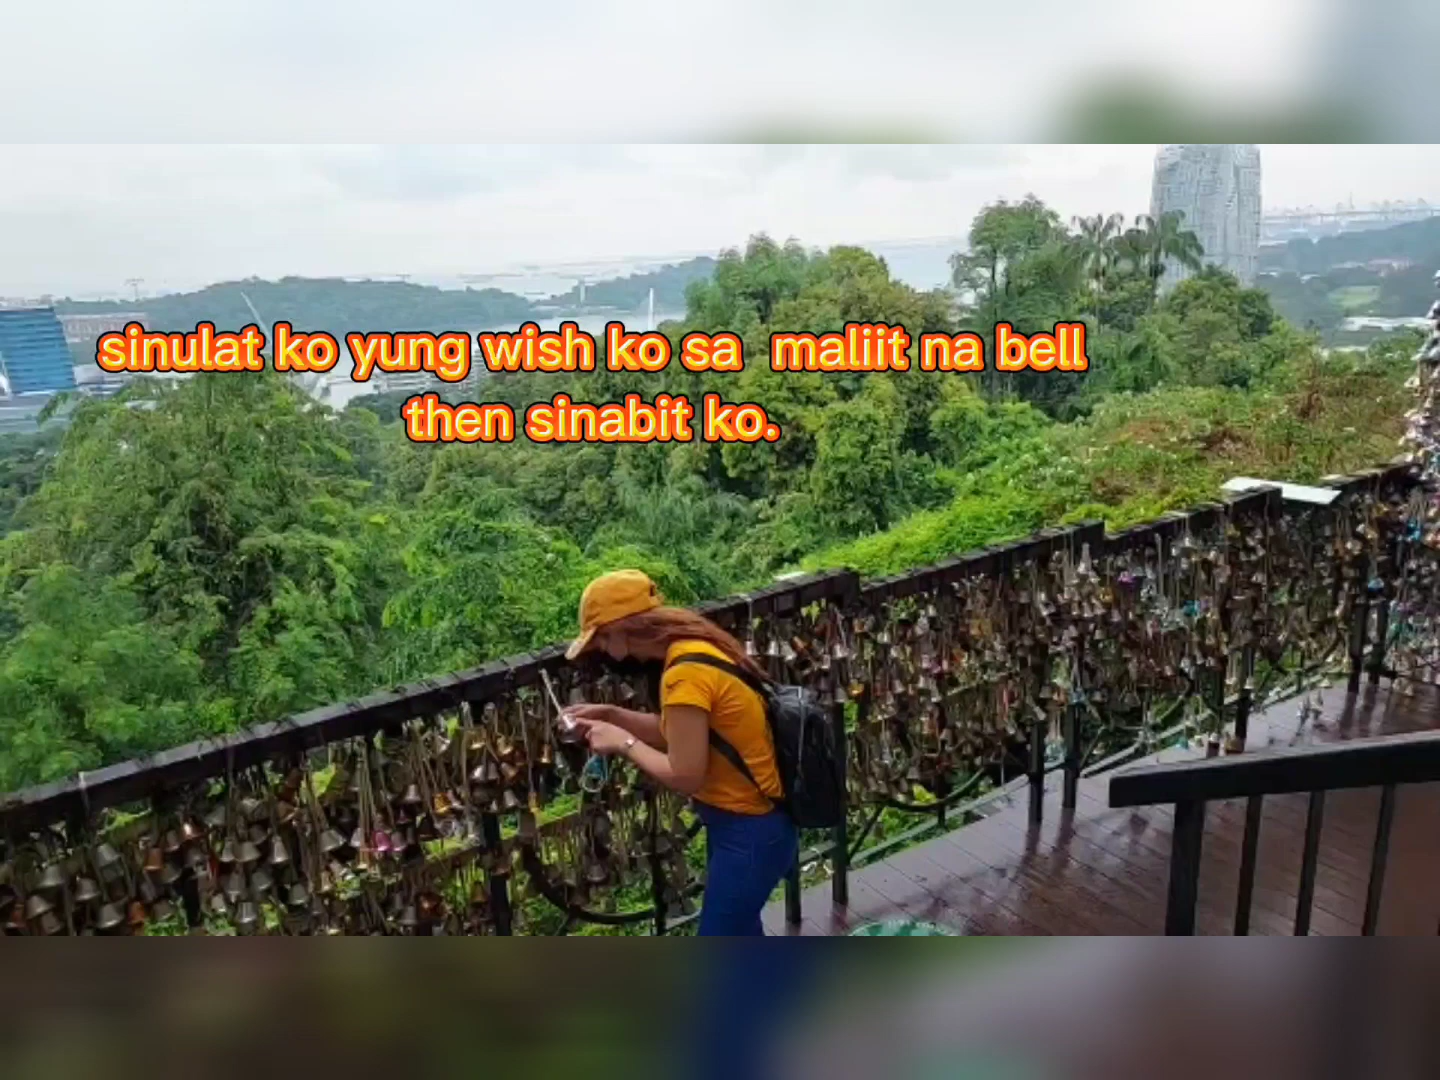 sinulat ko yung wish ko sa maliit na bell
then sinabit ko.